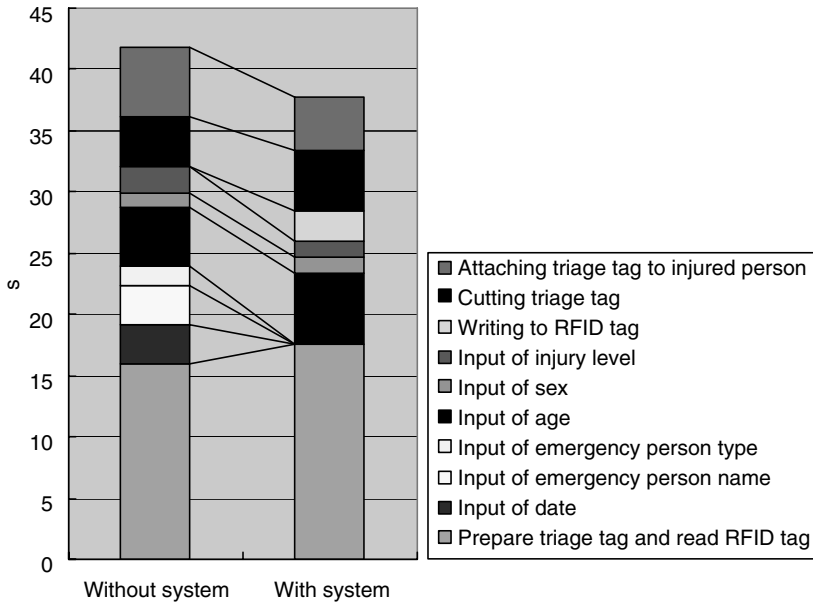 45
40
35
30
25
20
15
10
5
0
s
Without system
With system
Attaching triage tag to injured person
Cutting triage tag
Writing to RFID tag
Input of injury level
Input of sex
Input of age
Input of emergency person type
Input of emergency person name
Input of date
Prepare triage tag and read RFID tag